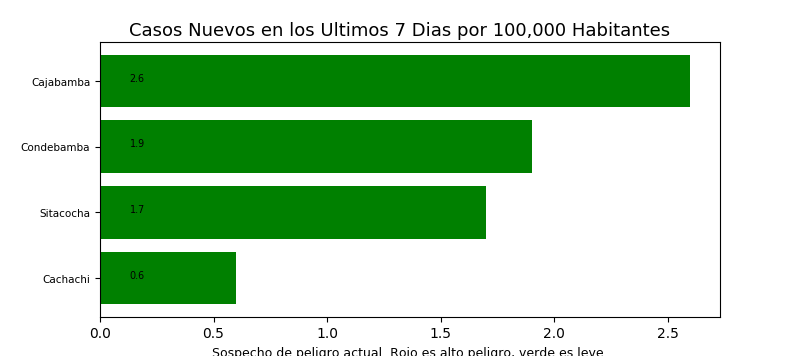 Casos Nuevos en los Ultimos 7 Dias por 100,000 Habitantes
Cajabamba 2.6
Condebamba 1.9
Sitacocha 1.7
Cachachi 0.6
0.0 0.5 1.0 1.5 2.0 2.5
Sospecho de peligro actual. Rojo es alto peligro, verde es leve